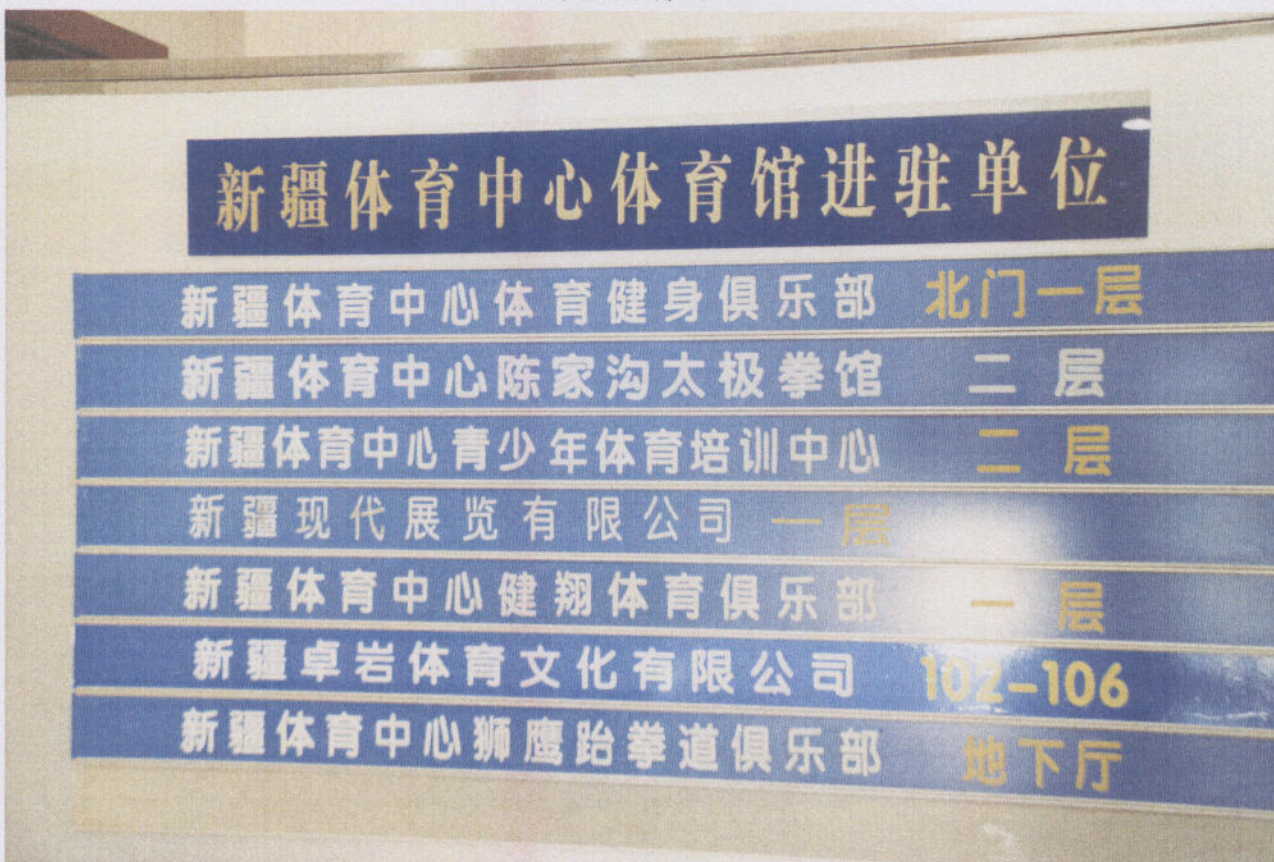 新疆体育中心体育馆进驻单位
新疆体育中心体育健身俱乐部 北门一层
新疆体育中心陈家沟太极拳馆 二层
新疆体育中心青少年体育培训中心 二层
新疆现代展览有限公司 一层
新疆体育中心健翔体育俱乐部 一层
新疆卓岩体育文化有限公司 102-106
新疆体育中心狮鹰跆拳道俱乐部 地下厅